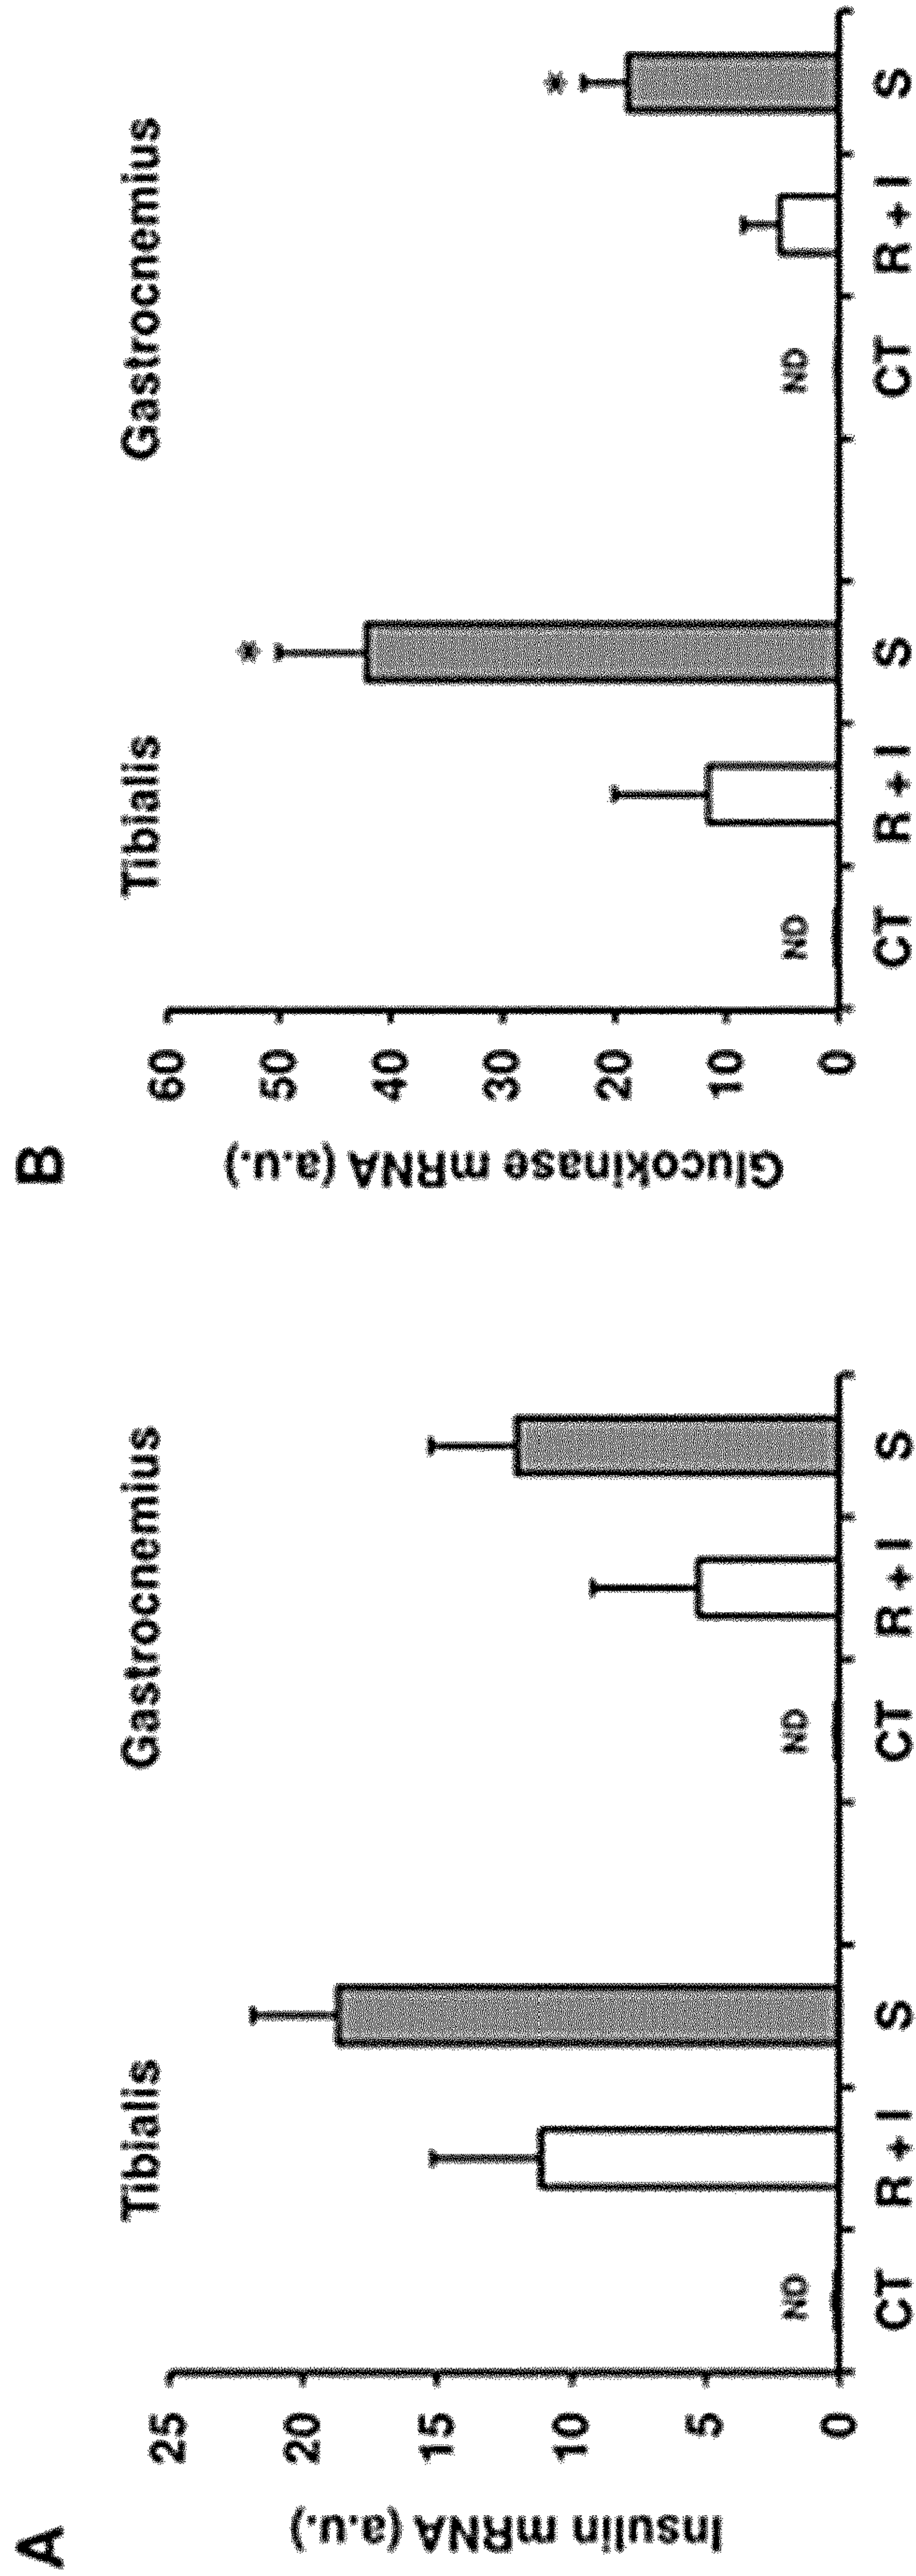 A
Tibialis Gastrocnemius
Insulin mRNA (a.u.)
25
20
15
10
5
0
ND ND
CT R + I S CT R + I S
B
Tibialis Gastrocnemius
Glucokinase mRNA (a.u.)
60
50
40
30
20
10
0
* *
ND ND
CT R + I S CT R + I S